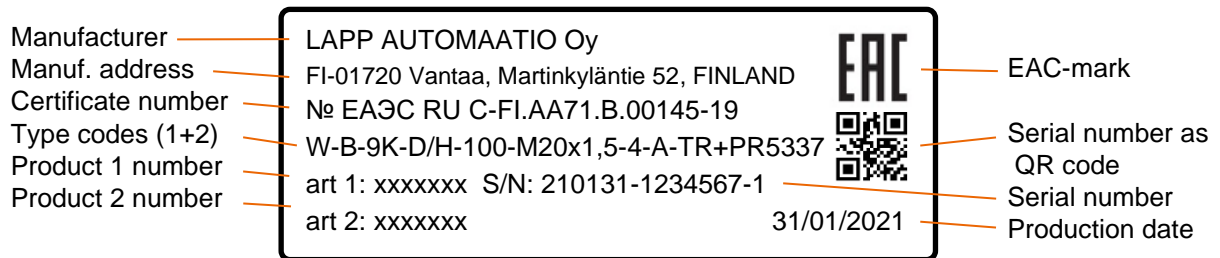 Manufacturer
Manuf. address
Certificate number
Type codes (1+2)
Product 1 number
Product 2 number
LAPP AUTOMAATIO Oy
FI-01720 Vantaa, Martinkyläntie 52, FINLAND
№ ЕАЭС RU C-FI.AA71.B.00145-19
W-B-9K-D/H-100-M20x1,5-4-A-TR+PR5337
art 1: xxxxxxx S/N: 210131-1234567-1
art 2: xxxxxxx 31/01/2021
EAC
EAC-mark
Serial number as
QR code
Serial number
Production date